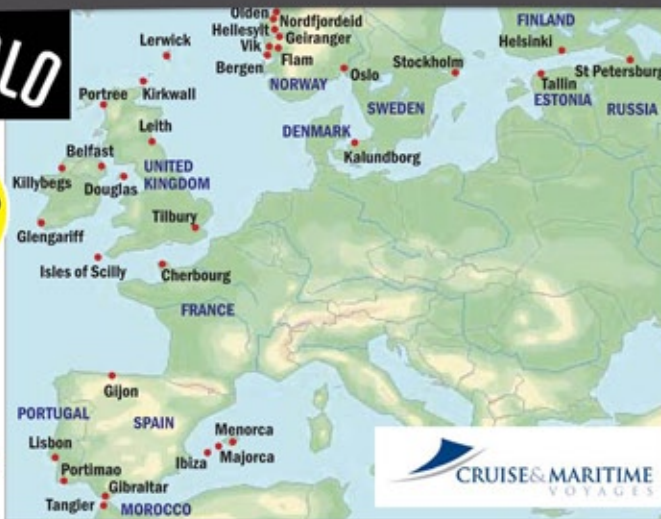 LO
Olden
Nordfjordeid
Hellesylt
Geiranger
Vik
Flam
Bergen
NORWAY
Oslo
Lerwick
Kirkwall
Portree
Leith
Stockholm
SWEDEN
FINLAND
Helsinki
Tallin
St Petersburg
ESTONIA
RUSSIA
DENMARK
Kalundborg
Belfast
Killybegs
Douglas
UNITED
KINGDOM
Tilbury
Glengariff
Isles of Scilly
Cherbourg
FRANCE
Gijon
PORTUGAL
SPAIN
Lisbon
Portimao
Gibraltar
Tangier
MOROCCO
Menorca
Ibiza
Majorca
CRUISE&MARITIME
VOYAGES